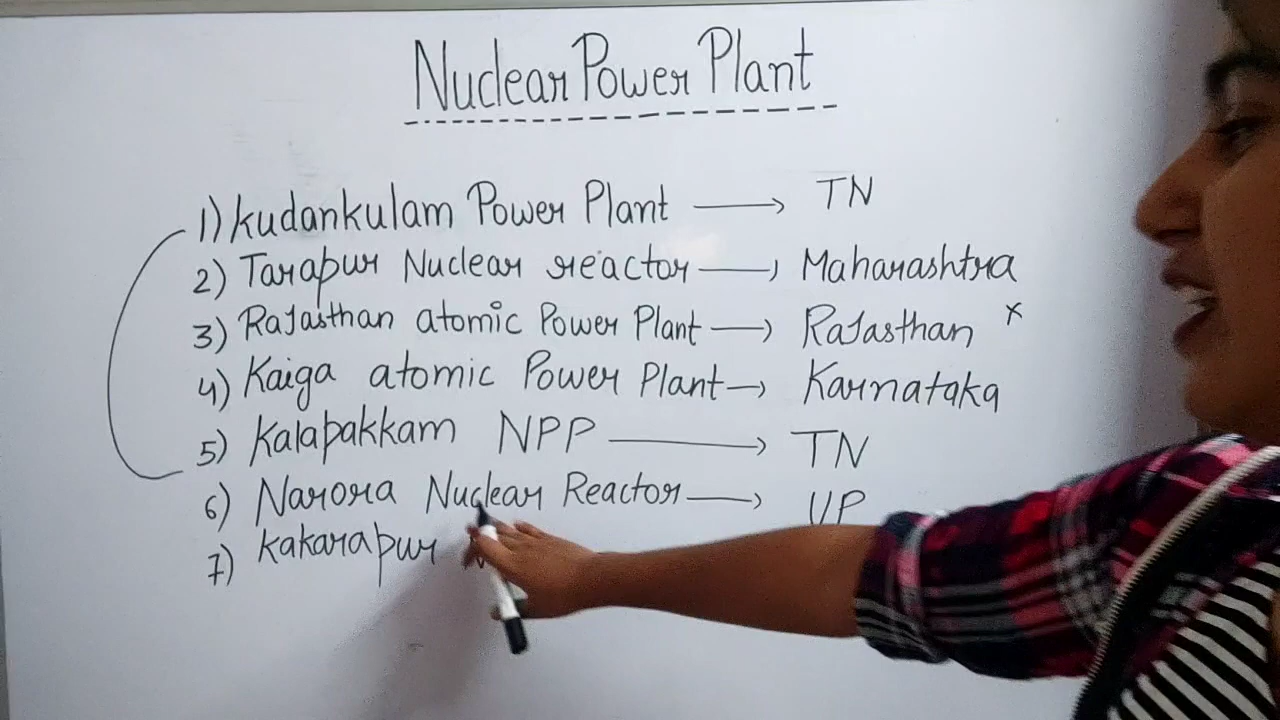 Nuclear Power Plant
1) Kudankulam Power Plant → TN
2) Tarapur Nuclear reactor → Maharashtra
3) Rajasthan atomic Power Plant → Rajasthan x
4) Kaiga atomic Power Plant → Karnataka
5) Kalapakkam NPP → TN
6) Narora Nuclear Reactor → UP
7) Kakarapur